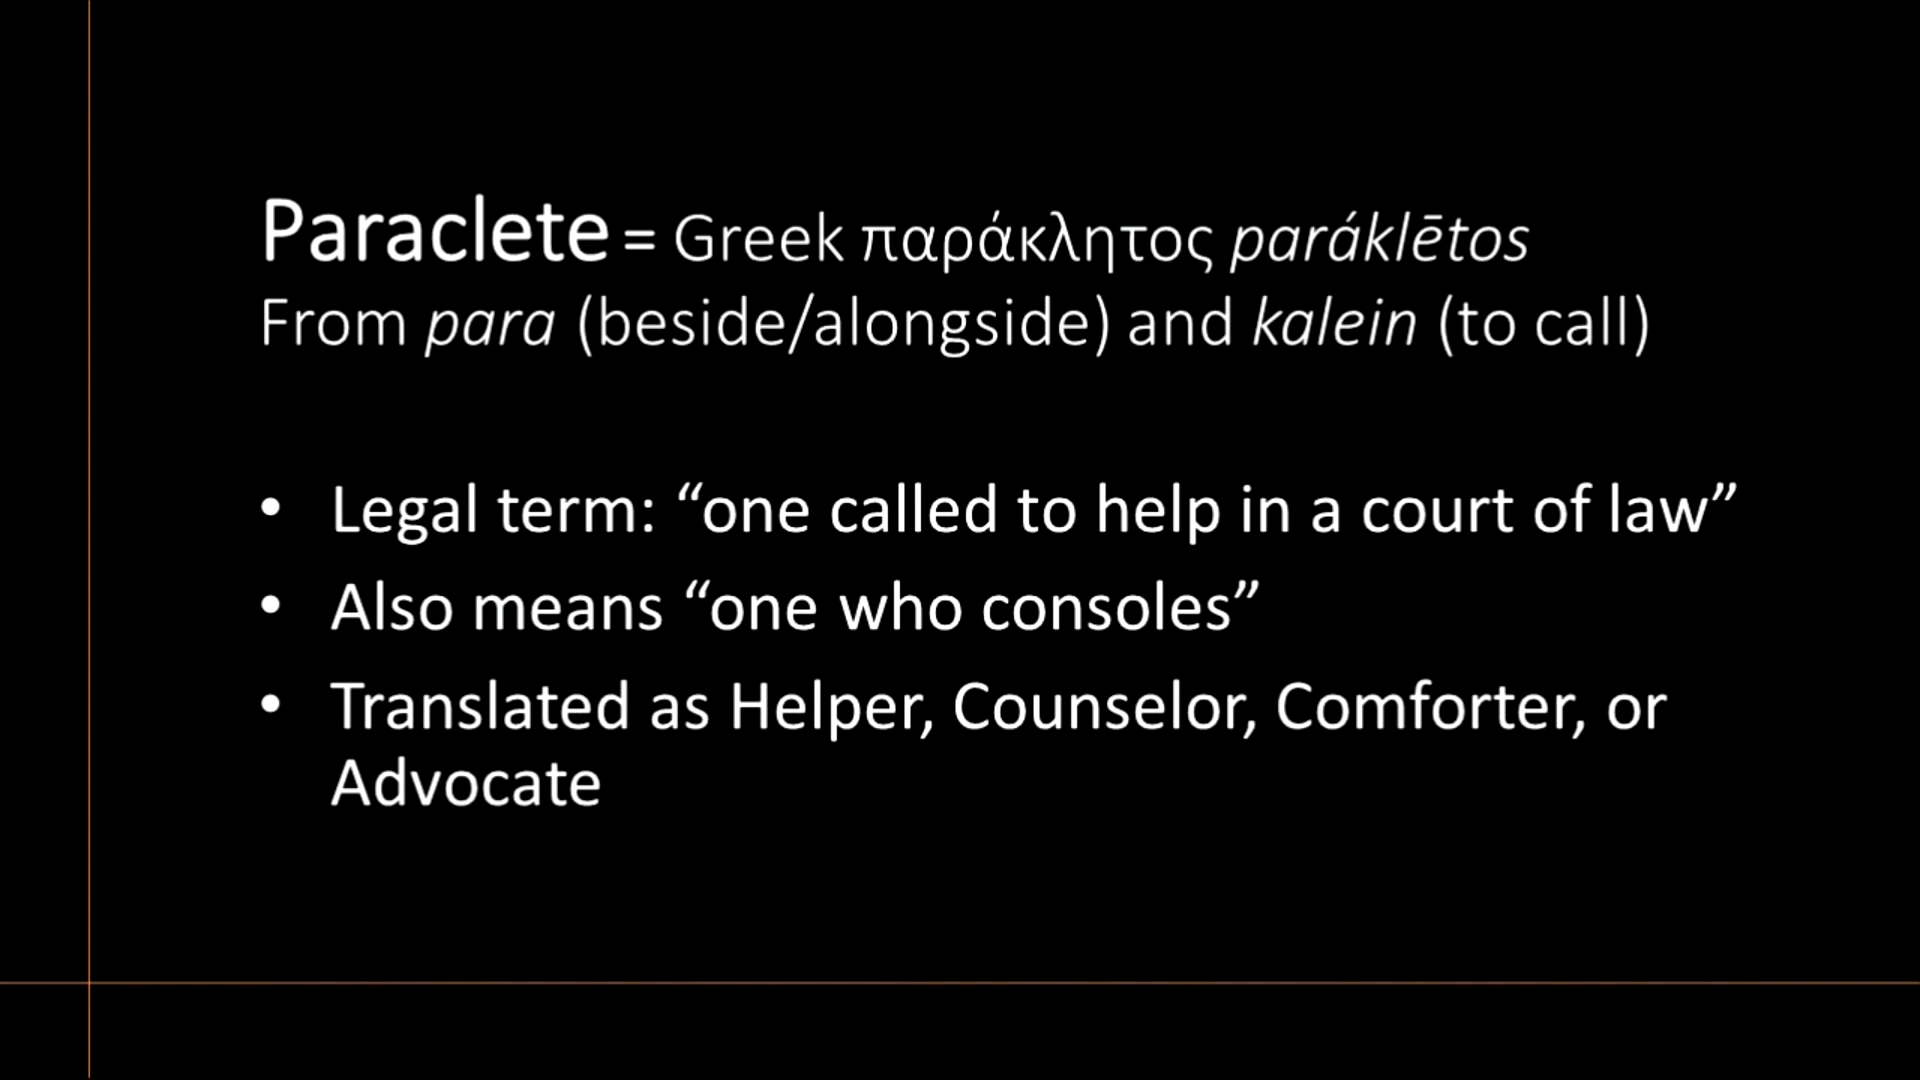 Paraclete = Greek παράκλητος paráklētos
From para (beside/alongside) and kalein (to call)
• Legal term: “one called to help in a court of law”
• Also means “one who consoles”
• Translated as Helper, Counselor, Comforter, or
Advocate